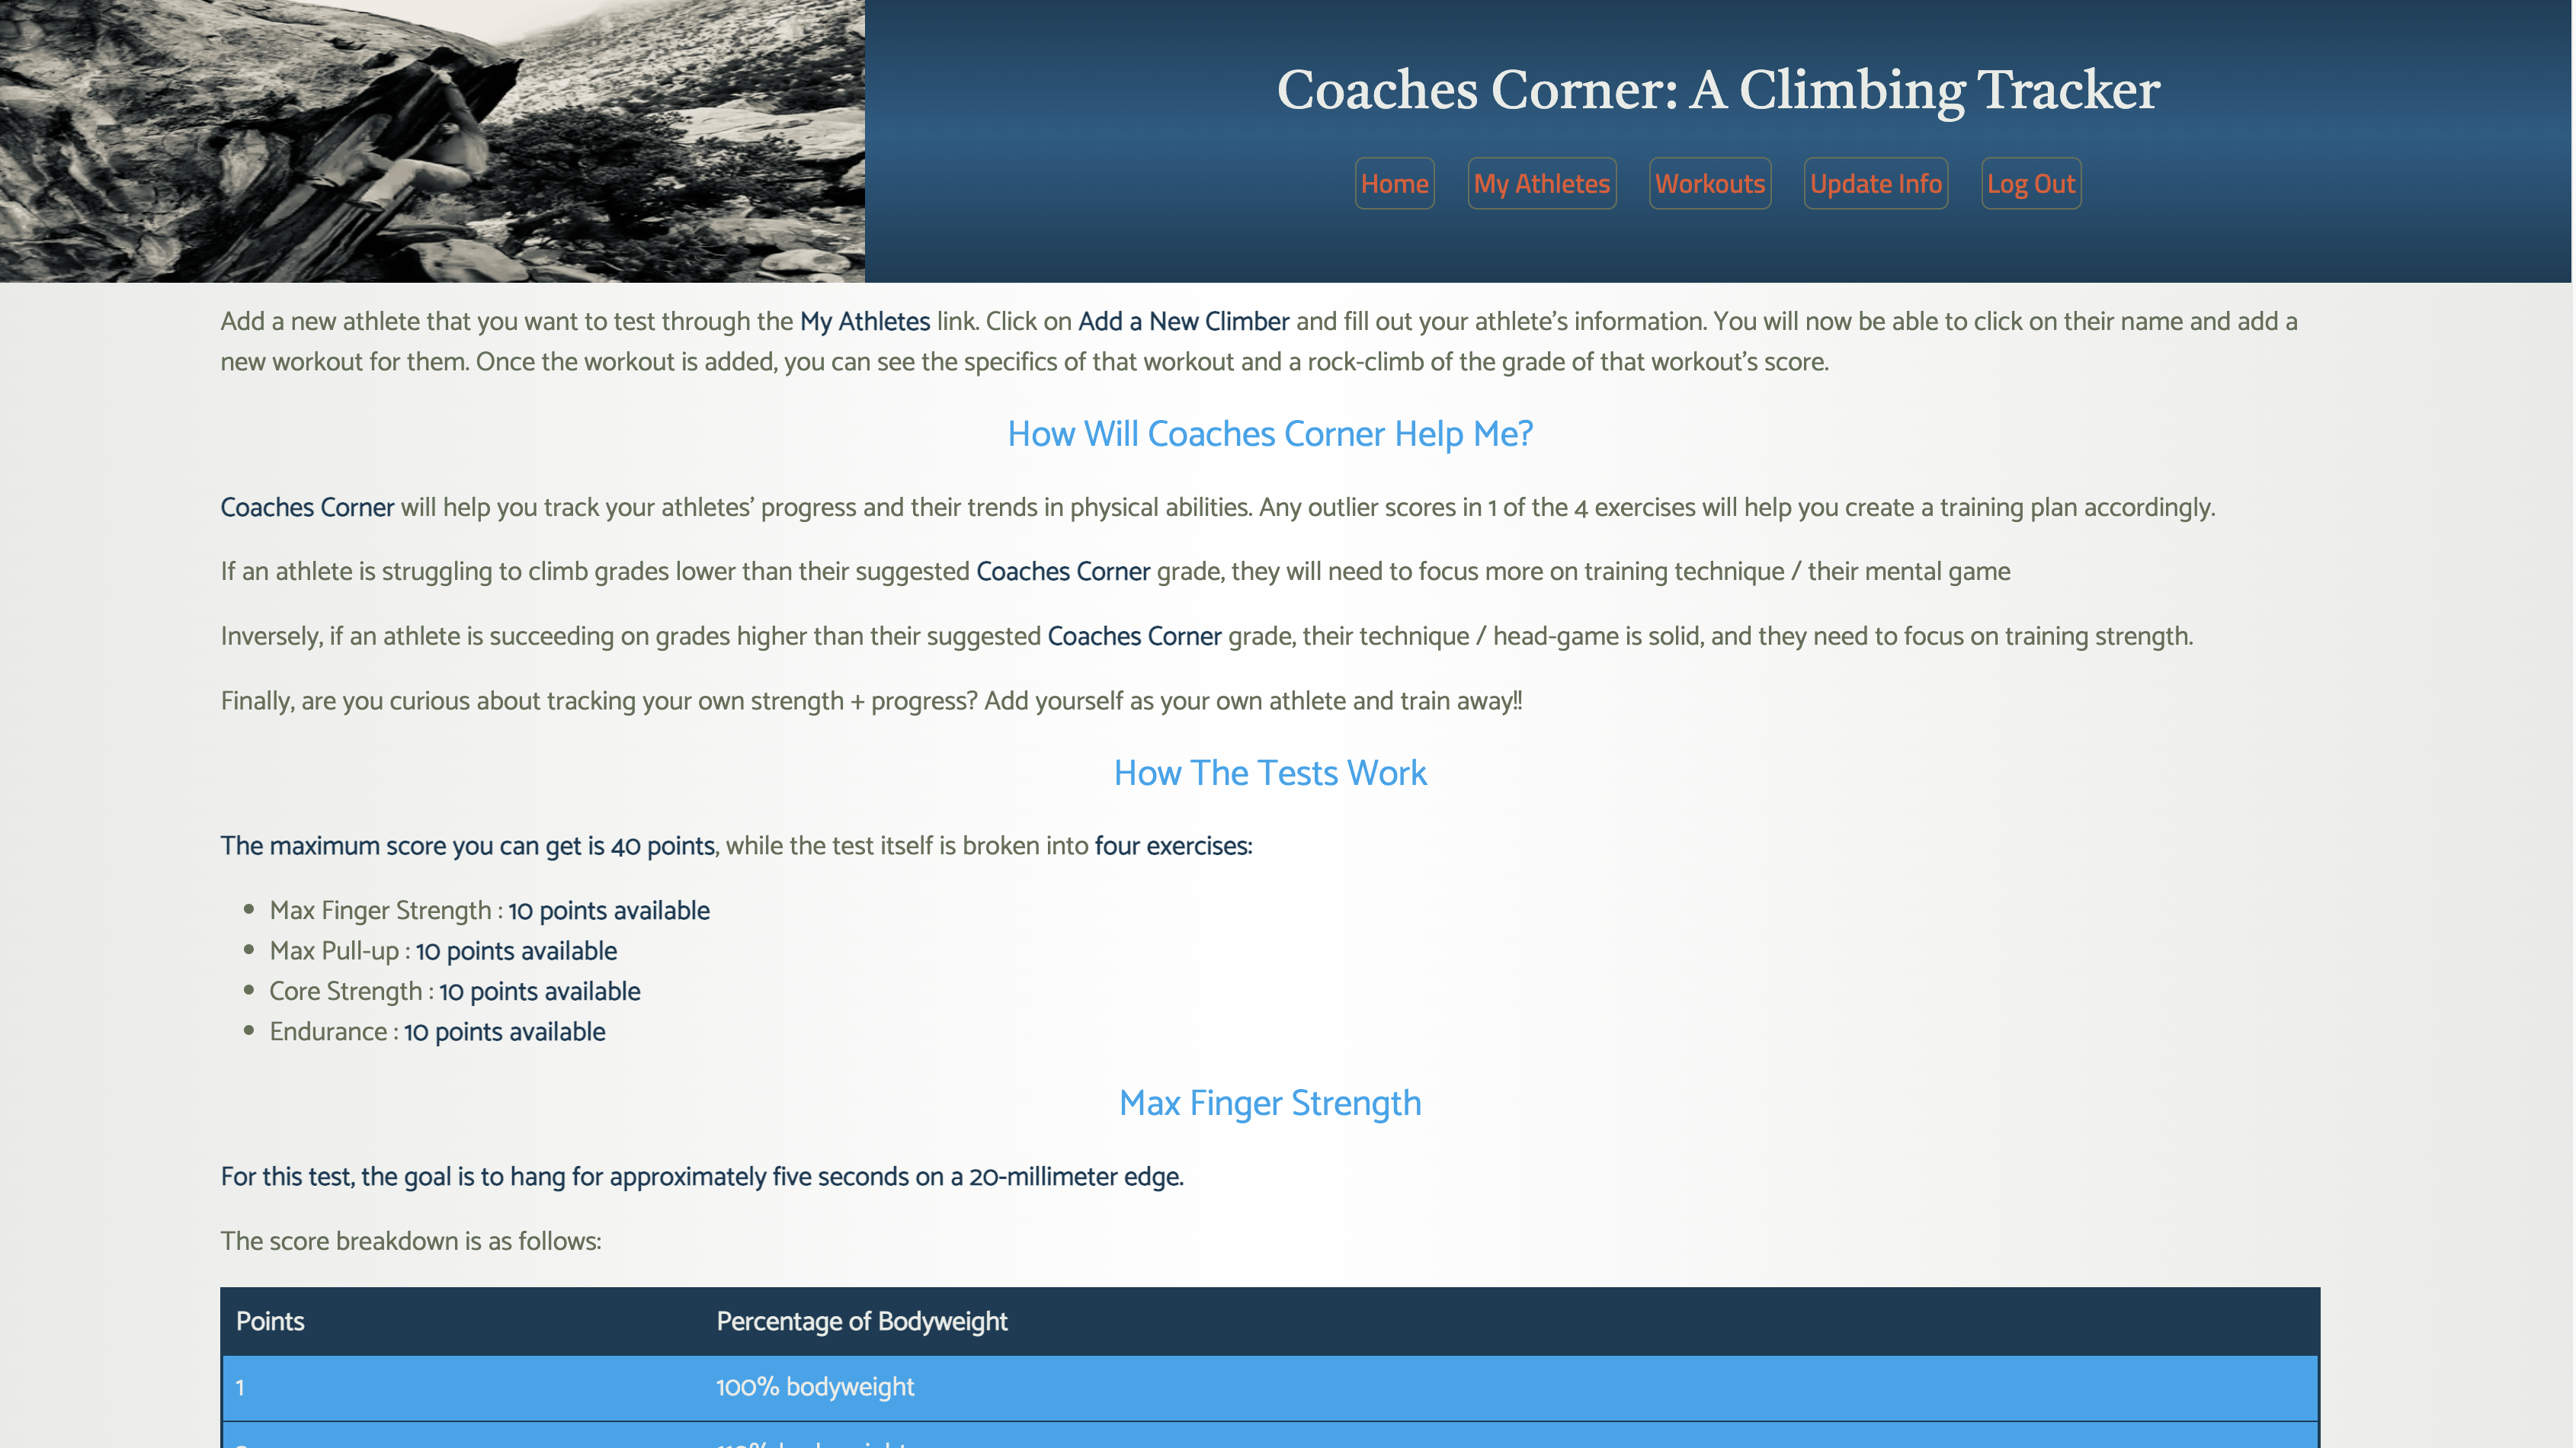 Coaches Corner: A Climbing Tracker
Home My Athletes Workouts Update Info Log Out
Add a new athlete that you want to test through the My Athletes link. Click on Add a New Climber and fill out your athlete's information. You will now be able to click on their name and add a
new workout for them. Once the workout is added, you can see the specifics of that workout and a rock-climb of the grade of that workout's score.
How Will Coaches Corner Help Me?
Coaches Corner will help you track your athletes' progress and their trends in physical abilities. Any outlier scores in 1 of the 4 exercises will help you create a training plan accordingly.
If an athlete is struggling to climb grades lower than their suggested Coaches Corner grade, they will need to focus more on training technique / their mental game
Inversely, if an athlete is succeeding on grades higher than their suggested Coaches Corner grade, their technique / head-game is solid, and they need to focus on training strength.
Finally, are you curious about tracking your own strength + progress? Add yourself as your own athlete and train away!!
How The Tests Work
The maximum score you can get is 40 points, while the test itself is broken into four exercises:
• Max Finger Strength : 10 points available
• Max Pull-up : 10 points available
• Core Strength : 10 points available
• Endurance : 10 points available
Max Finger Strength
For this test, the goal is to hang for approximately five seconds on a 20-millimeter edge.
The score breakdown is as follows:
Points Percentage of Bodyweight
1 100% bodyweight